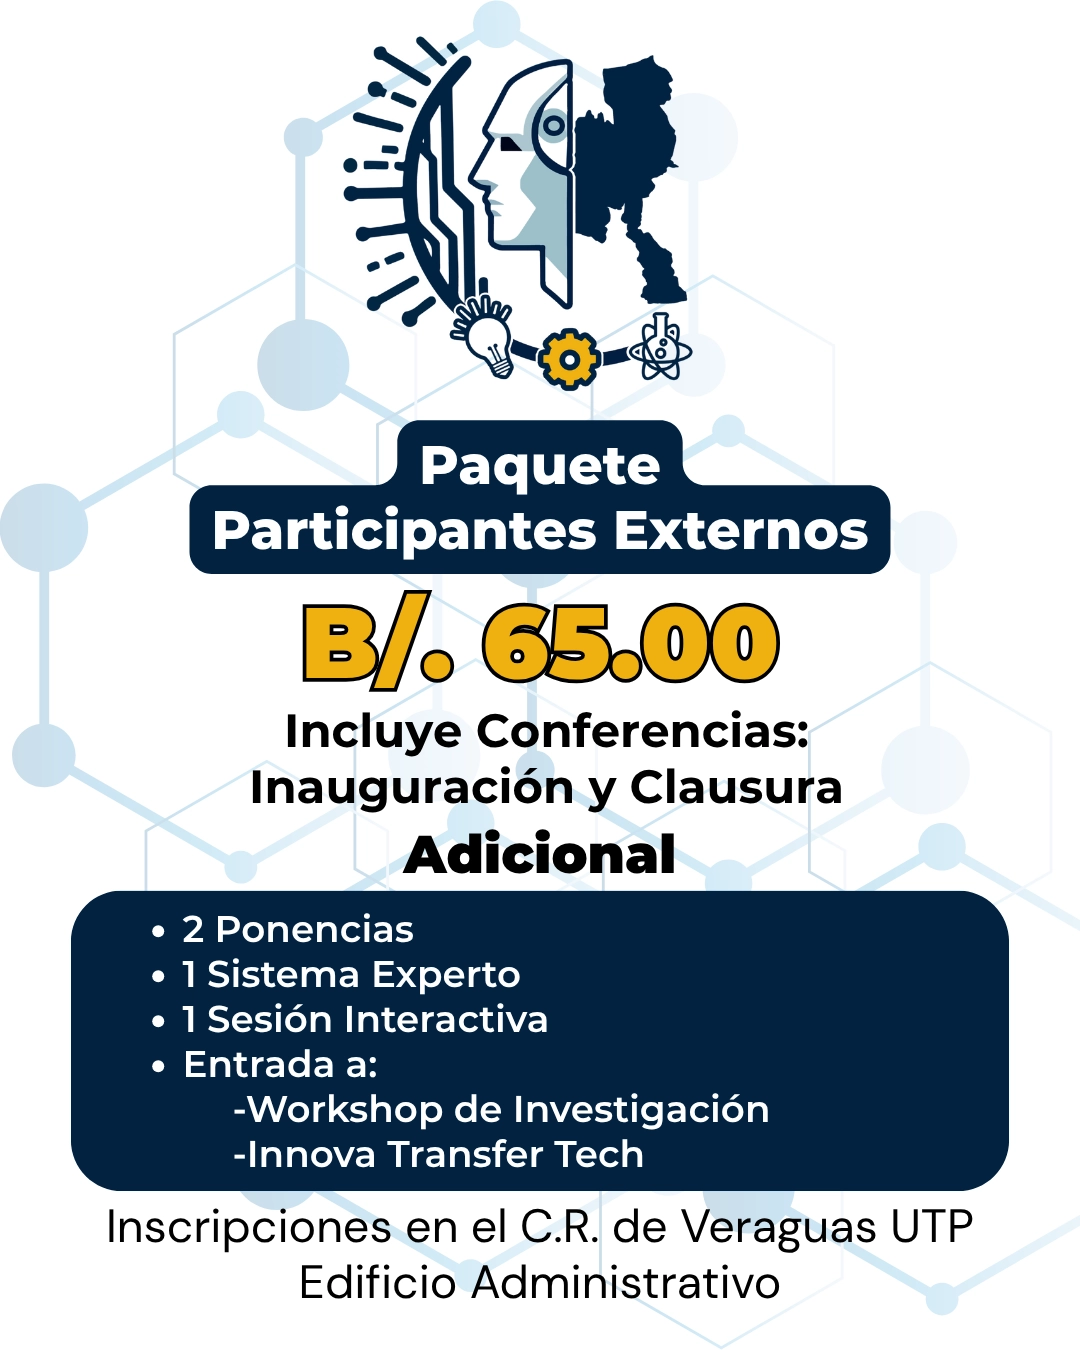 Paquete
Participantes Externos
B/. 65.00
Incluye Conferencias:
Inauguración y Clausura
Adicional
• 2 Ponencias
• 1 Sistema Experto
• 1 Sesión Interactiva
• Entrada a:
-Workshop de Investigación
-Innova Transfer Tech
Inscripciones en el C.R. de Veraguas UTP
Edificio Administrativo